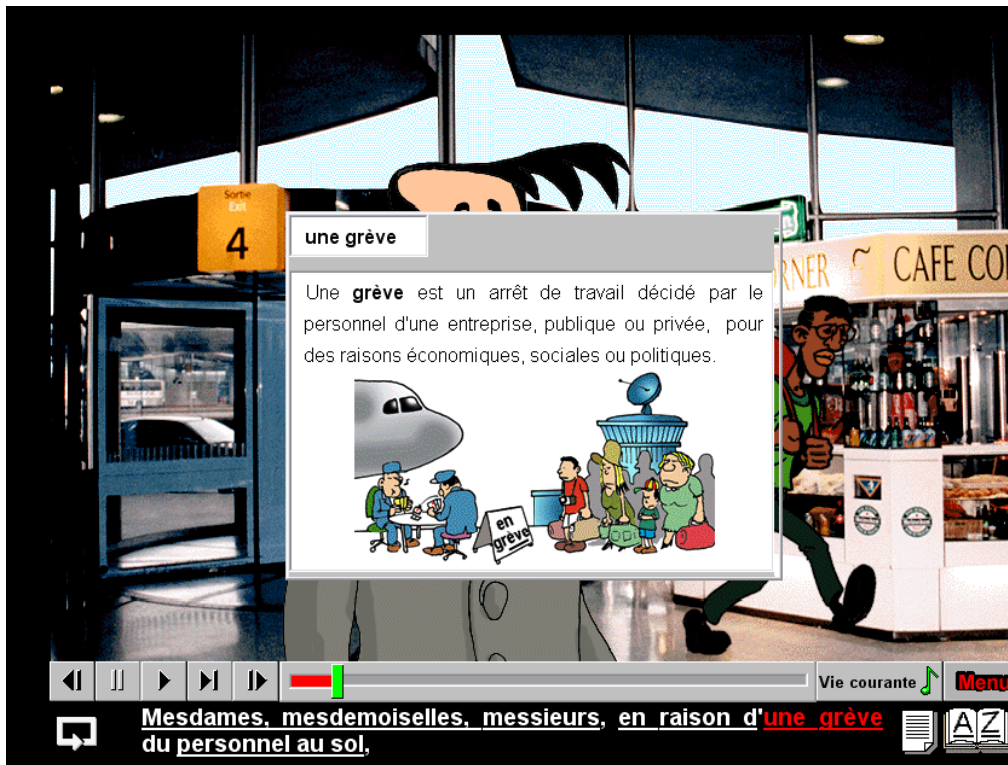 Sortie
Exit
4
une grève
RNER
CAFE CO
Une grève est un arrêt de travail décidé par le
personnel d'une entreprise, publique ou privée, pour
des raisons économiques, sociales ou politiques.
en
grève
Vie courante
Menu
Mesdames, mesdemoiselles, messieurs, en raison d'une grève
du personnel au sol,
A Z